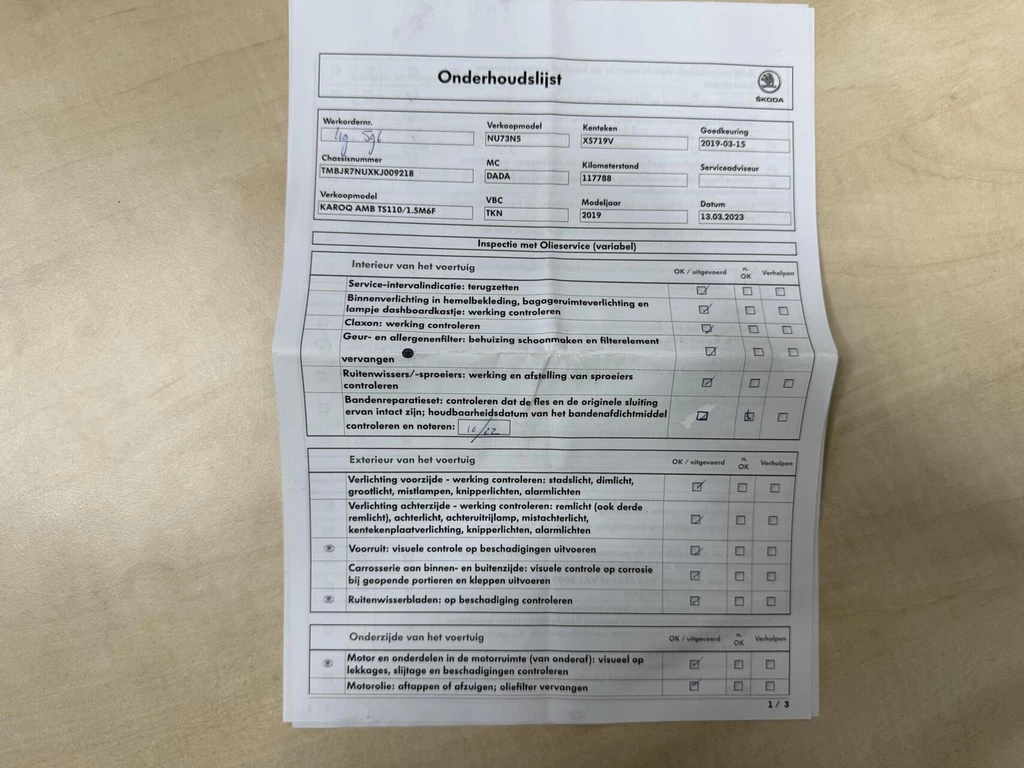 Onderhoudslijst
ŠKODA
Werkordernr. Verkoopmodel Kenteken Goedkeuring
49 596 NU73N5 XS719V 2019-03-15
Chassisnummer MC Kilometerstand Serviceadviseur
TMBJR7NUXKJ009218 DADA 117788
Verkoopmodel VBC Modeljaar Datum
KAROQ AMB TS110/1.5M6F TKN 2019 13.03.2023
Inspectie met Olieservice (variabel)
Interieur van het voertuig OK / uitgevoerd n. OK Verholpen
Service-intervalindicatie: terugzetten
Binnenverlichting in hemelbekleding, bagageruimteverlichting en
lampje dashboardkastje: werking controleren
Claxon: werking controleren
Geur- en allergenenfilter: behuizing schoonmaken en filterelement
vervangen
Ruitenwissers/-sproeiers: werking en afstelling van sproeiers
controleren
Bandenreparatieset: controleren dat de fles en de originele sluiting
ervan intact zijn; houdbaarheidsdatum van het bandenafdichtmiddel
controleren en noteren: 10/22
Exterieur van het voertuig OK / uitgevoerd n. OK Verholpen
Verlichting voorzijde - werking controleren: stadslicht, dimlicht,
grootlicht, mistlampen, knipperlichten, alarmlichten
Verlichting achterzijde - werking controleren: remlicht (ook derde
remlicht), achterlicht, achteruitrijlamp, mistachterlicht,
kentekenplaatverlichting, knipperlichten, alarmlichten
Voorruit: visuele controle op beschadigingen uitvoeren
Carrosserie aan binnen- en buitenzijde: visuele controle op corrosie
bij geopende portieren en kleppen uitvoeren
Ruitenwisserbladen: op beschadiging controleren
Onderzijde van het voertuig OK / uitgevoerd n. OK Verholpen
Motor en onderdelen in de motorruimte (van onderaf): visueel op
lekkages, slijtage en beschadigingen controleren
Motorolie: aftappen of afzuigen; oliefilter vervangen
1 / 3